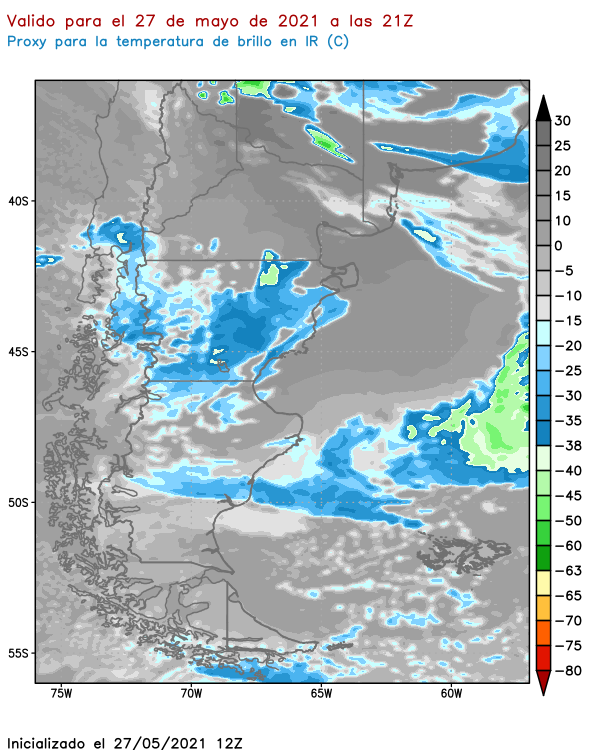 Valido para el 27 de mayo de 2021 a las 21Z
Proxy para la temperatura de brillo en IR (C)
30
25
20
15
10
0
−5
−10
−15
−20
−25
−30
−35
−38
−40
−45
−50
−60
−63
−65
−70
−75
−80
40S
45S
50S
55S
75W
70W
65W
60W
Inicializado el 27/05/2021 12Z